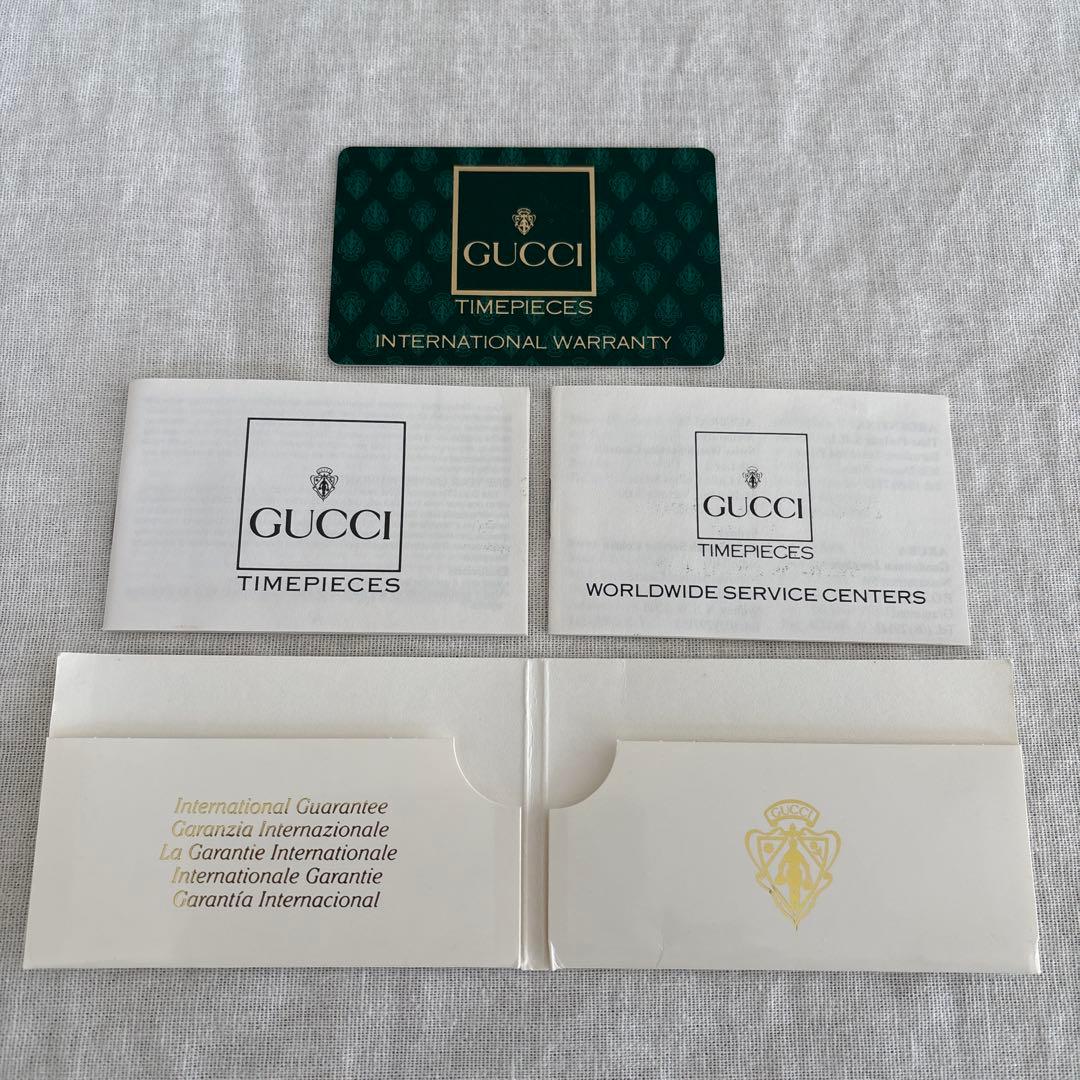 GUCCI
TIMEPIECES
INTERNATIONAL WARRANTY
GUCCI
TIMEPIECES
GUCCI
TIMEPIECES
WORLDWIDE SERVICE CENTERS
International Guarantee
Garanzia Internazionale
La Garantie Internationale
Internationale Garantie
Garantía Internacional
GUCCI